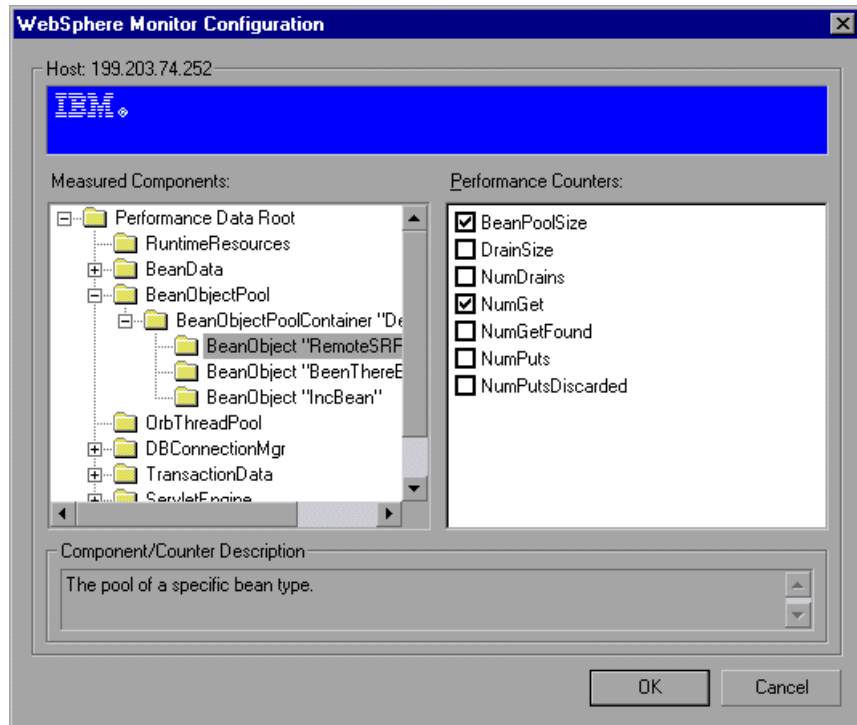 WebSphere Monitor Configuration
Host: 199.203.74.252
IBM®
Measured Components:
Performance Data Root
RuntimeResources
BeanData
BeanObjectPool
BeanObjectPoolContainer "De
BeanObject "RemoteSRF
BeanObject "BeenThereE
BeanObject "IncBean"
OrbThreadPool
DBConnectionMgr
TransactionData
ServletEngine
Performance Counters:
BeanPoolSize
DrainSize
NumDrains
NumGet
NumGetFound
NumPuts
NumPutsDiscarded
Component/Counter Description
The pool of a specific bean type.
OK
Cancel